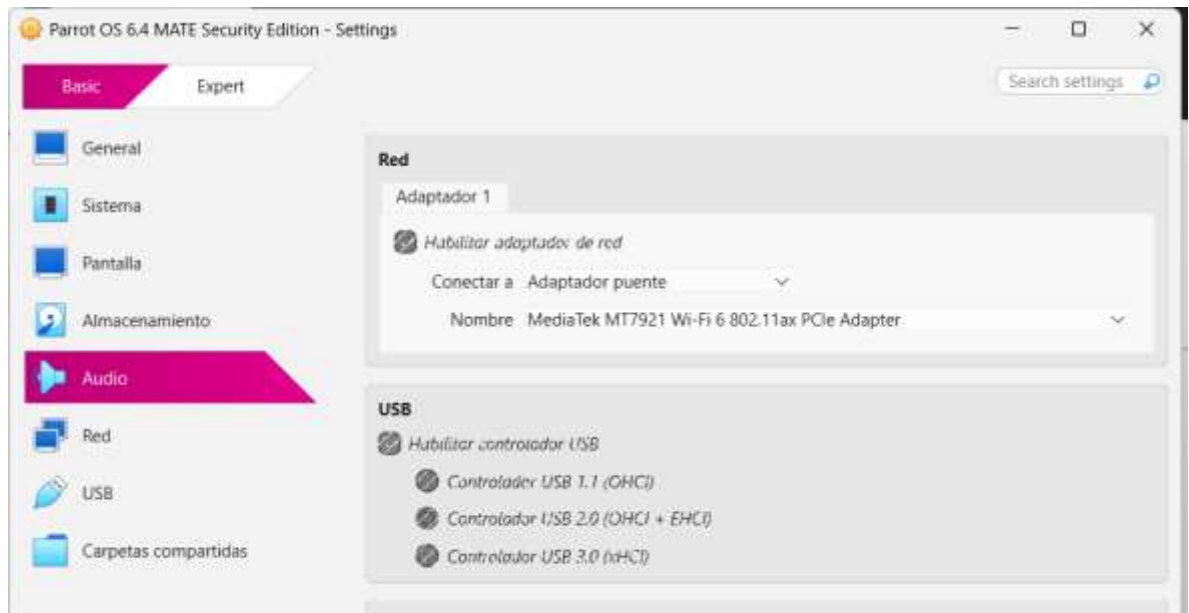 Parrot OS 6.4 MATE Security Edition - Settings
Basic
Expert
Search settings
General
Sistema
Pantalla
Almacenamiento
Audio
Red
USB
Carpetas compartidas
Red
Adaptador 1
Habilitar adaptador de red
Conectar a Adaptador puente
Nombre MediaTek MT7921 Wi-Fi 6 802.11ax PCIe Adapter
USB
Habilitar controlador USB
Controlador USB 1.1 (OHCI)
Controlador USB 2.0 (OHCI + EHCI)
Controlador USB 3.0 (xHCI)